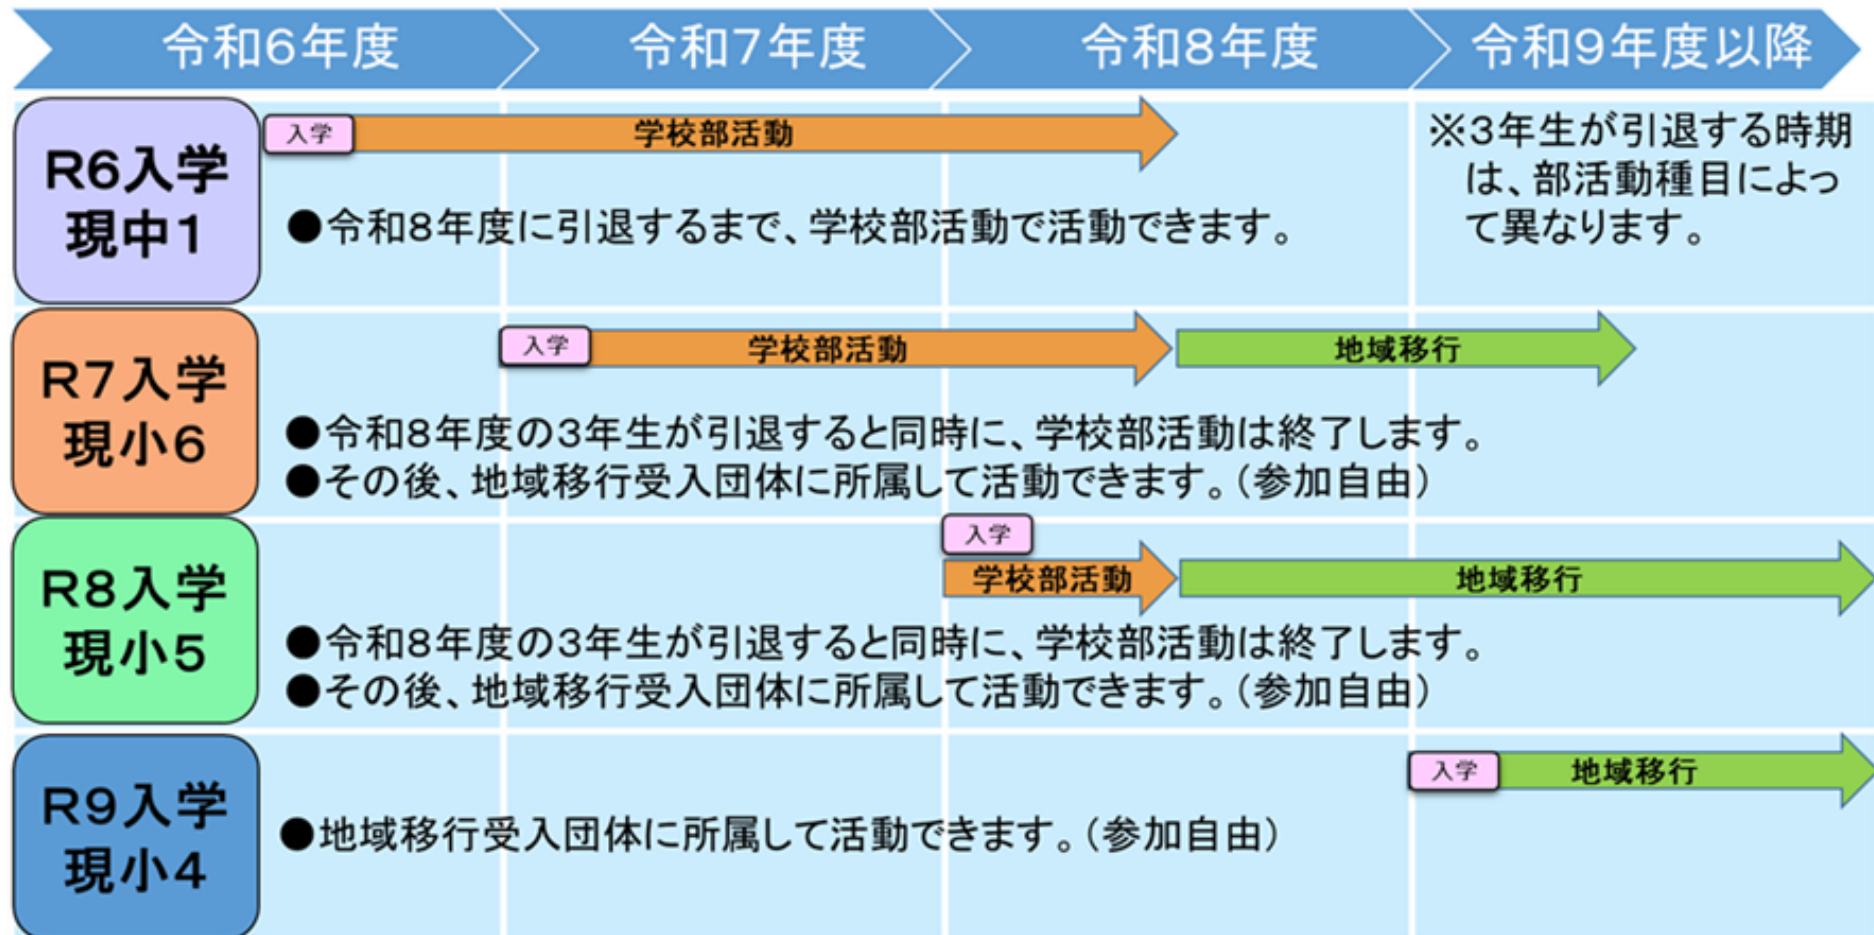 令和6年度
令和7年度
令和8年度
令和9年度以降
R6入学
現中1
入学
学校部活動
●令和8年度に引退するまで、学校部活動で活動できます。
※3年生が引退する時期
は、部活動種目によっ
て異なります。
R7入学
現小6
入学
学校部活動
地域移行
●令和8年度の3年生が引退すると同時に、学校部活動は終了します。
●その後、地域移行受入団体に所属して活動できます。（参加自由）
R8入学
現小5
入学
学校部活動
地域移行
●令和8年度の3年生が引退すると同時に、学校部活動は終了します。
●その後、地域移行受入団体に所属して活動できます。（参加自由）
R9入学
現小4
入学
地域移行
●地域移行受入団体に所属して活動できます。（参加自由）